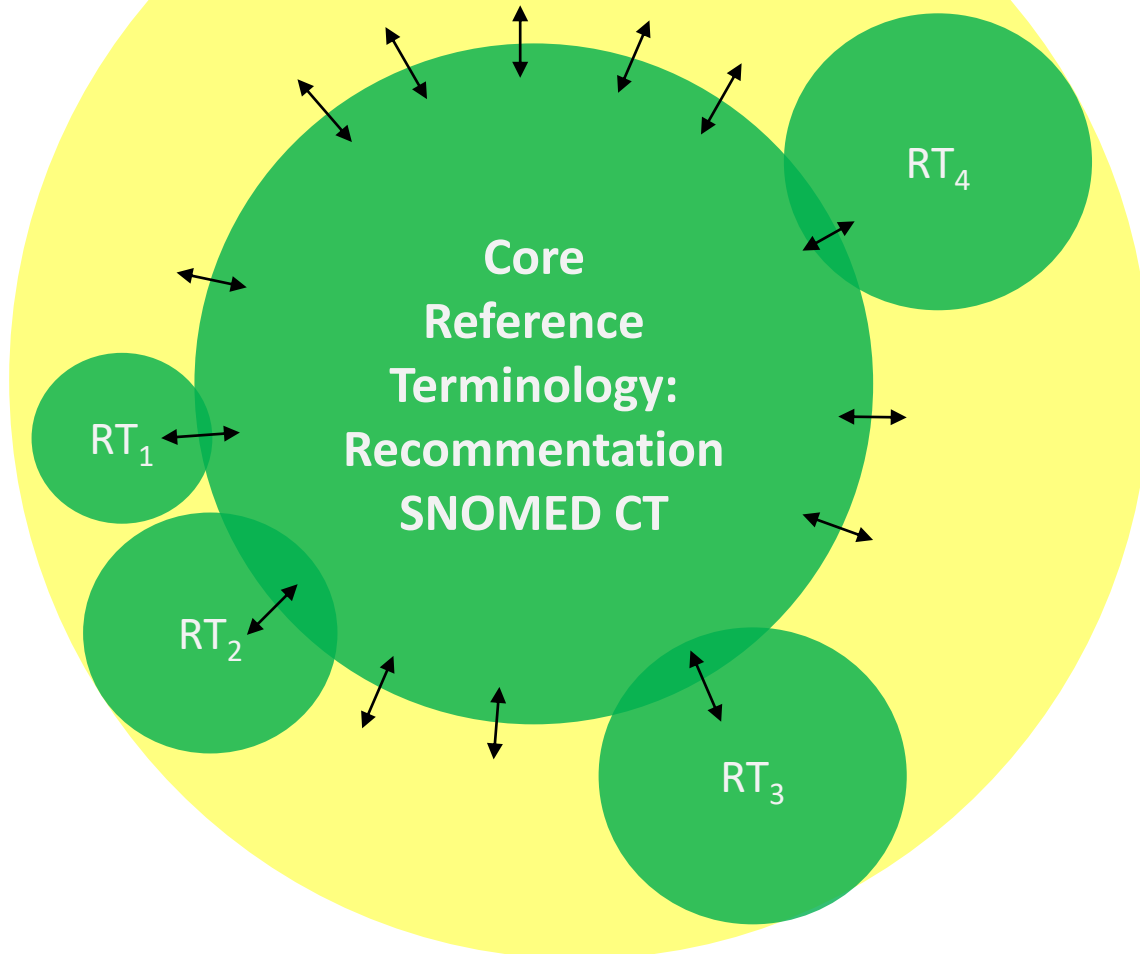 RT₄
Core
Reference
Terminology:
Recommentation
SNOMED CT
RT₁
RT₂
RT₃